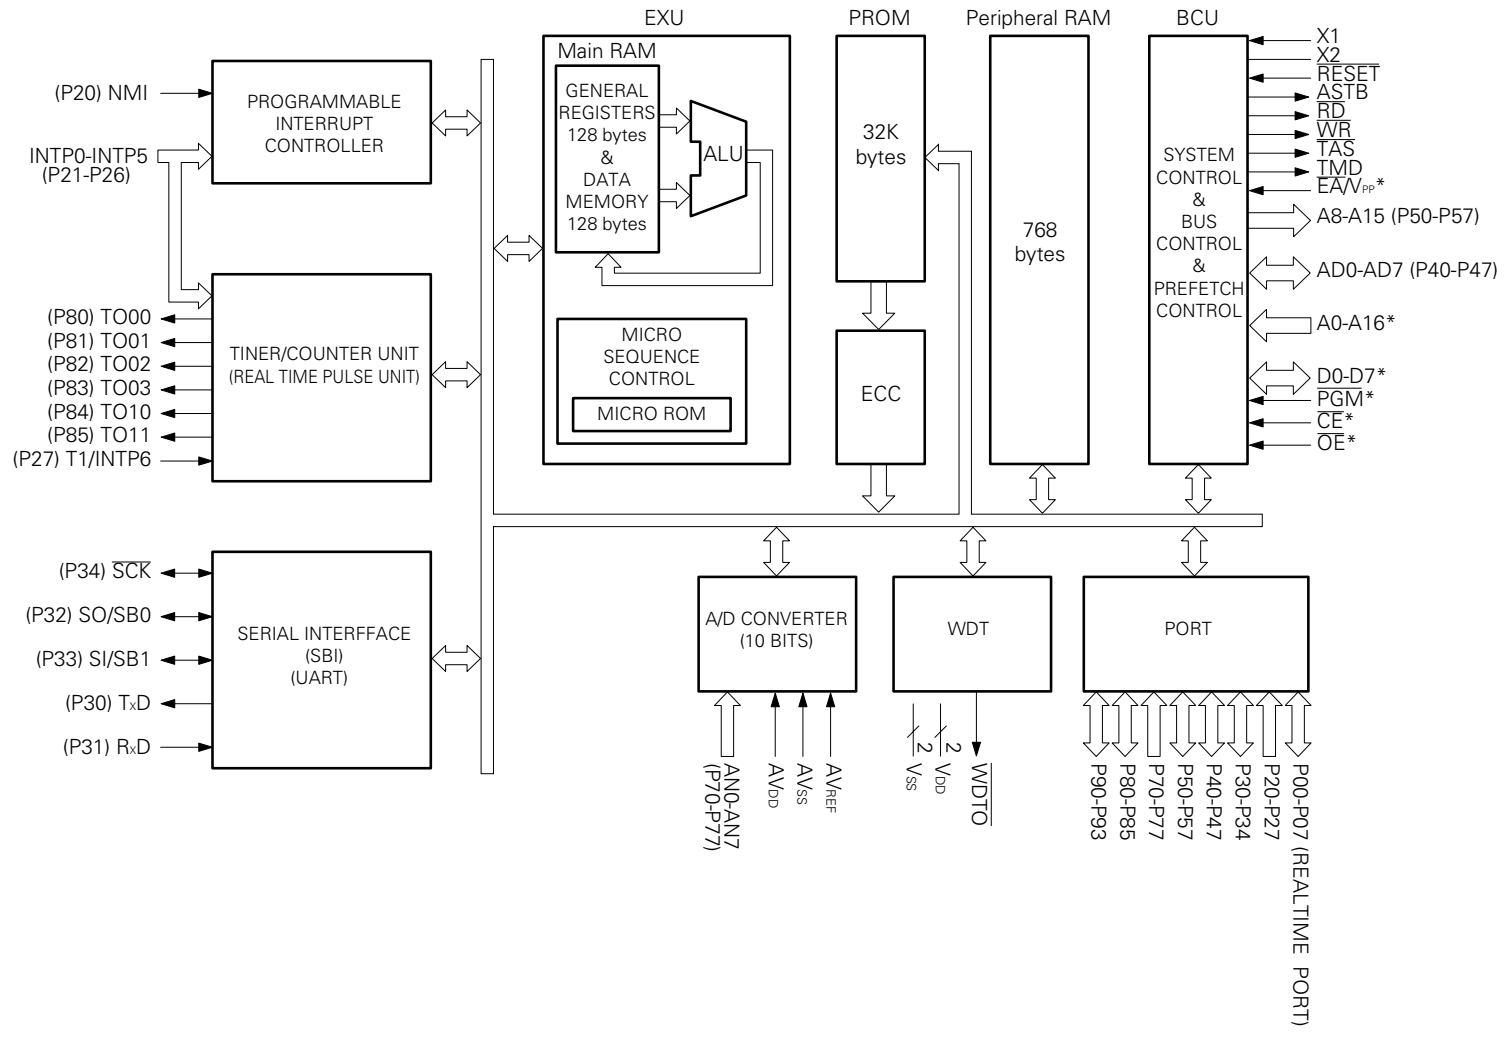 EXU
PROM
Peripheral RAM
BCU
(P20) NMI
INTP0-INTP5
(P21-P26)
PROGRAMMABLE
INTERRUPT
CONTROLLER
(P80) TO00
(P81) TO01
(P82) TO02
(P83) TO03
(P84) TO10
(P85) TO11
(P27) T1/INTP6
TINER/COUNTER UNIT
(REAL TIME PULSE UNIT)
(P34) SCK
(P32) SO/SB0
(P33) SI/SB1
(P30) TxD
(P31) RxD
SERIAL INTERFFACE
(SBI)
(UART)
Main RAM
GENERAL
REGISTERS
128 bytes
&
DATA
MEMORY
128 bytes
ALU
MICRO
SEQUENCE
CONTROL
MICRO ROM
32K
bytes
ECC
768
bytes
SYSTEM
CONTROL
&
BUS
CONTROL
&
PREFETCH
CONTROL
X1
X2
RESET
ASTB
RD
WR
TAS
TMD
EA/VPP*
A8-A15 (P50-P57)
AD0-AD7 (P40-P47)
A0-A16*
D0-D7*
PGM*
CE*
OE*
A/D CONVERTER
(10 BITS)
WDT
PORT
AN0-AN7
(P70-P77)
AVDD
AVSS
AVREF
2
VSS
2
VDD
WDTO
P90-P93
P80-P85
P70-P77
P50-P57
P40-P47
P30-P34
P20-P27
P00-P07 (REALTIME PORT)